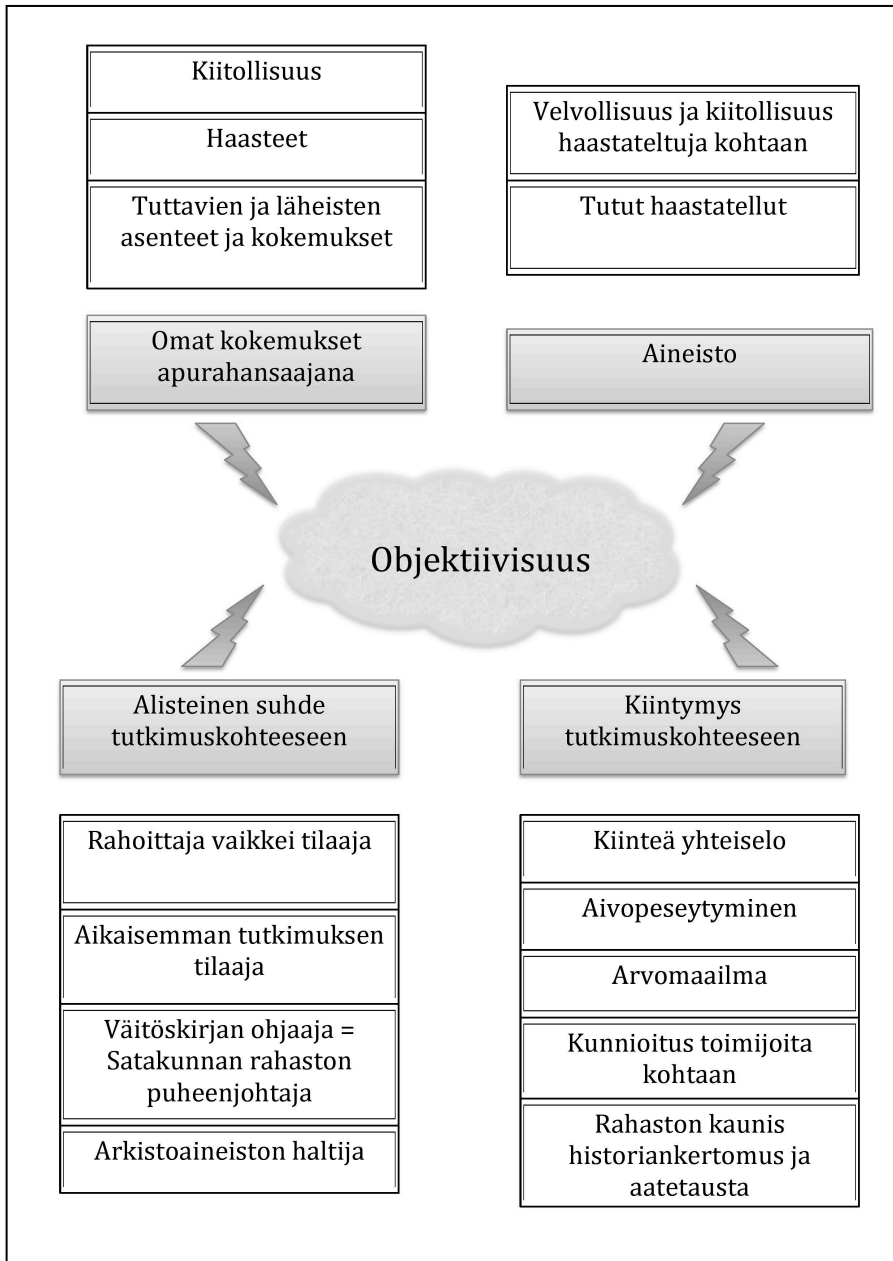 Kiitollisuus
Haasteet
Tuttavien ja läheisten
asenteet ja kokemukset
Velvollisuus ja kiitollisuus
haastateltuja kohtaan
Tutut haastatellut
Omat kokemukset
apurahansaajana
Aineisto
Objektiivisuus
Alisteinen suhde
tutkimuskohteeseen
Kiintymys
tutkimuskohteeseen
Rahoittaja vaikkei tilaaja
Aikaisemman tutkimuksen
tilaaja
Väitöskirjan ohjaaja =
Satakunnan rahaston
puheenjohtaja
Arkistoaineiston haltija
Kiinteä yhteiselo
Aivopeseytyminen
Arvomaailma
Kunnioitus toimijoita
kohtaan
Rahaston kaunis
historiankertomus ja
aatetausta